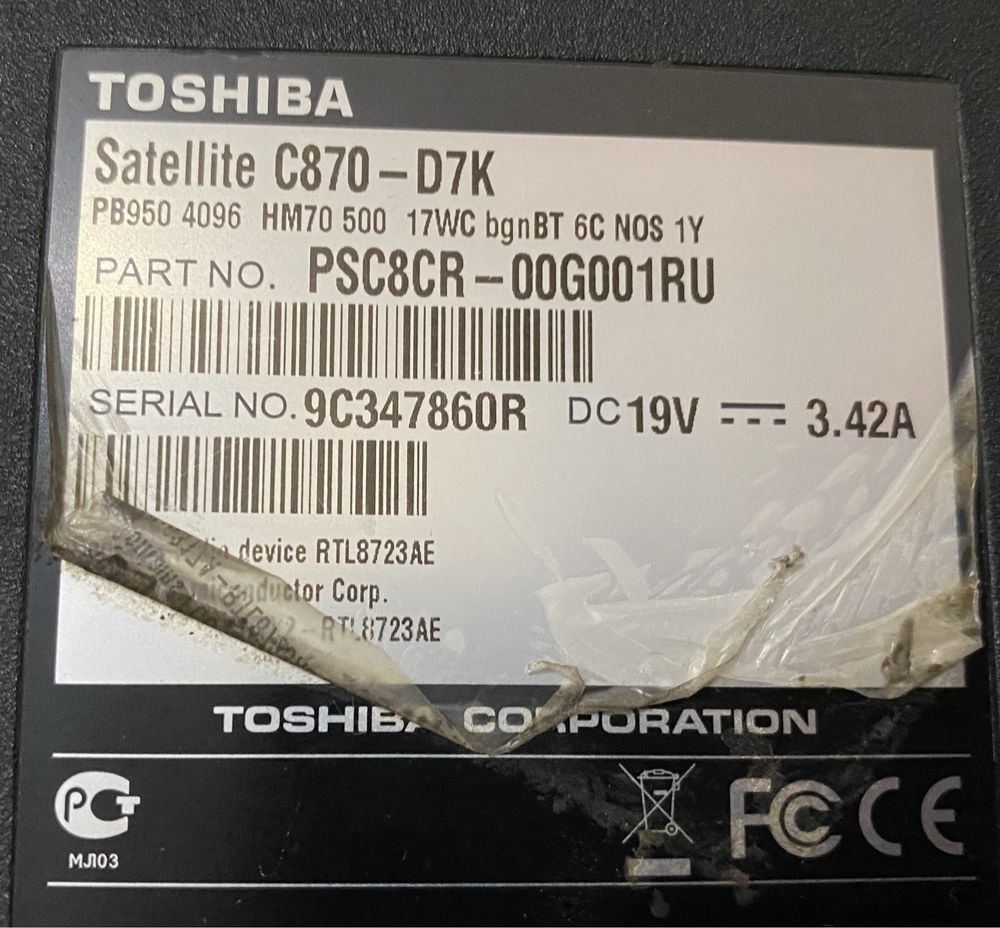 TOSHIBA
Satellite C870-D7K
PB950 4096 HM70 500 17WC bgnBT 6C NOS 1Y
PART NO. PSC8CR-00G001RU
SERIAL NO. 9C347860R DC 19V ⎓ 3.42A
device RTL8723AE
Corp.
RTL8723AE
TOSHIBA CORPORATION
РСТ
МЛ03
FC CE